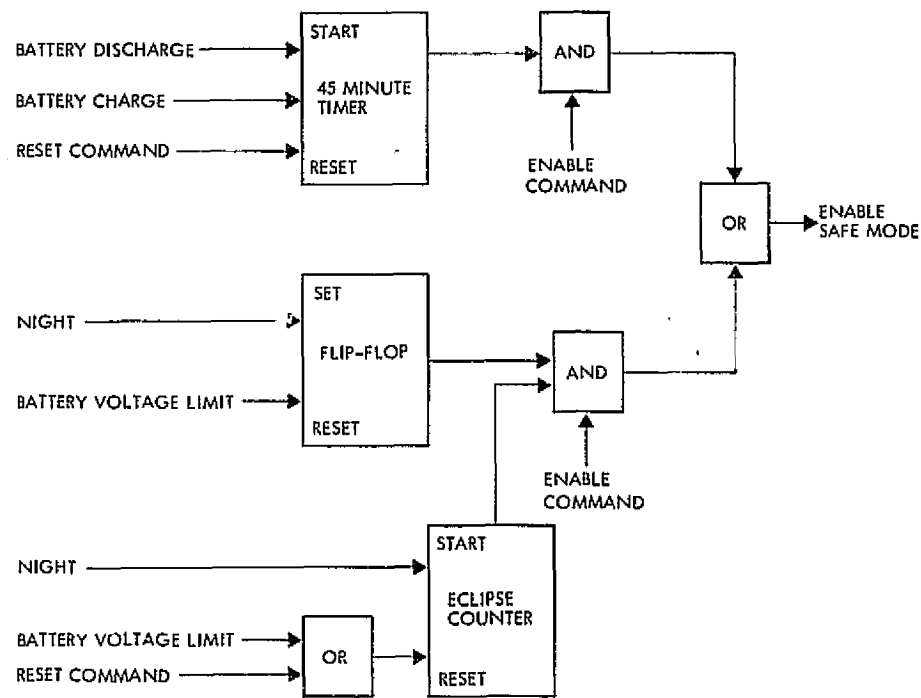 START
BATTERY DISCHARGE
AND
45 MINUTE
TIMER
BATTERY CHARGE
RESET COMMAND
RESET
ENABLE
COMMAND
OR
ENABLE
SAFE MODE
SET
NIGHT
FLIP-FLOP
AND
BATTERY VOLTAGE LIMIT
RESET
ENABLE
COMMAND
START
NIGHT
ECLIPSE
COUNTER
BATTERY VOLTAGE LIMIT
OR
RESET COMMAND
RESET